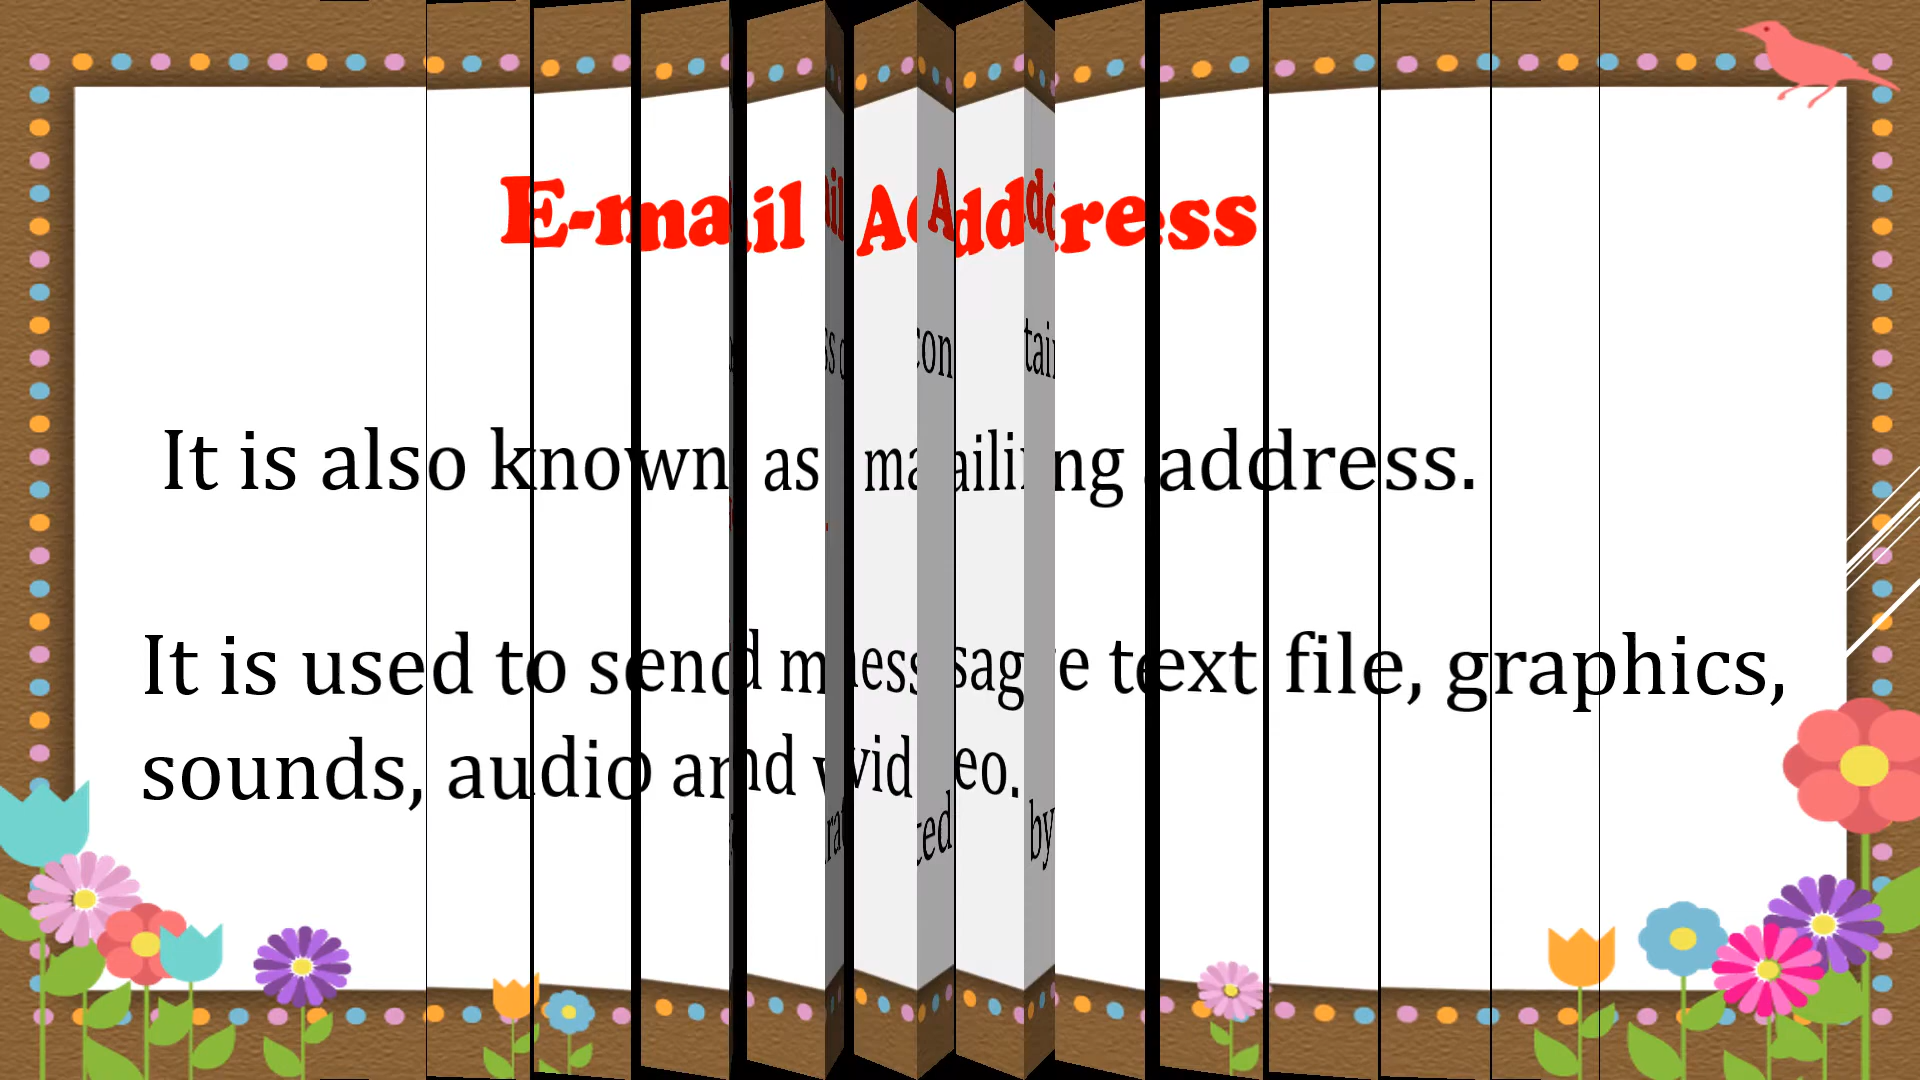 E-mail Address
It is also known as mailing address.
It is used to send message text file, graphics,
sounds, audio and video.